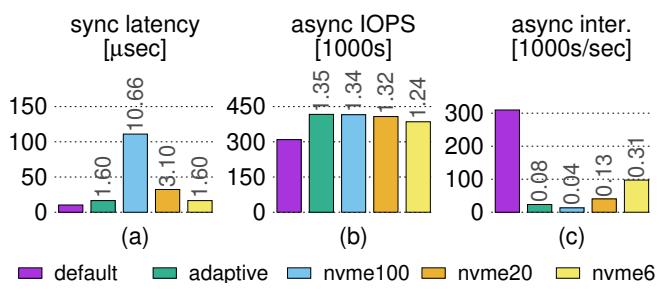 sync latency
[μsec]
async IOPS
[1000s]
async inter.
[1000s/sec]
150
100
50
0
1.60
10.66
3.10
1.60
(a)
450
300
150
0
1.35
1.34
1.32
1.24
(b)
300
200
100
0
0.08
0.04
0.13
0.31
(c)
default
adaptive
nvme100
nvme20
nvme6